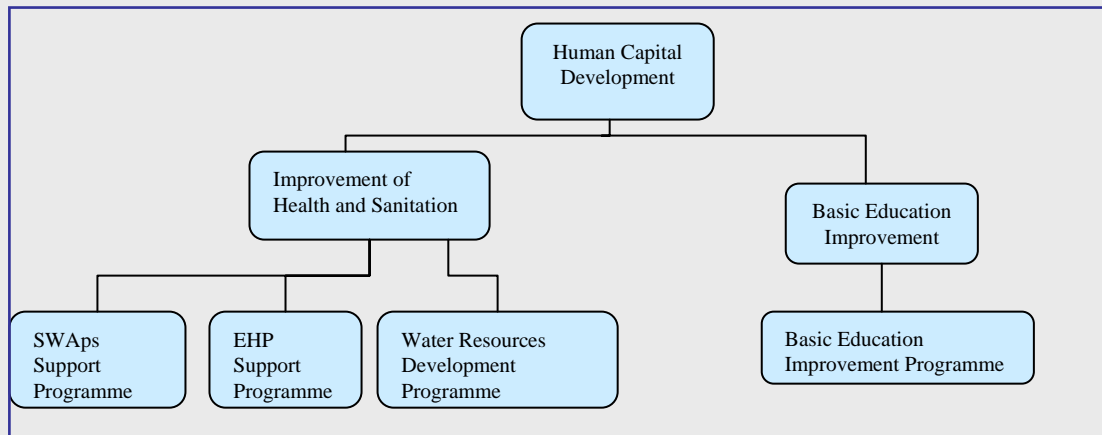 Human Capital
Development
Improvement of
Health and Sanitation
Basic Education
Improvement
SWAps
Support
Programme
EHP
Support
Programme
Water Resources
Development
Programme
Basic Education
Improvement Programme